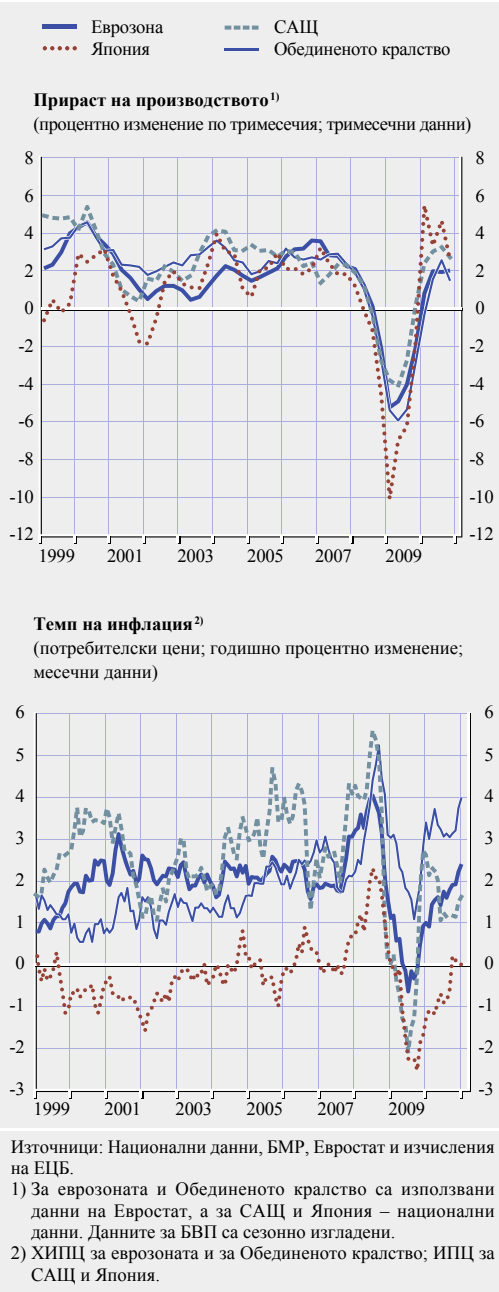 Еврозона САЩ
Япония Обединеното кралство
Прираст на производството1)
(процентно изменение по тримесечия; тримесечни данни)
8 8
6 6
4 4
2 2
0 0
-2 -2
-4 -4
-6 -6
-8 -8
-10 -10
-12 -12
1999 2001 2003 2005 2007 2009
Темп на инфлация2)
(потребителски цени; годишно процентно изменение;
месечни данни)
6 6
5 5
4 4
3 3
2 2
1 1
0 0
-1 -1
-2 -2
-3 -3
1999 2001 2003 2005 2007 2009
Източници: Национални данни, БМР, Евростат и изчисления
на ЕЦБ.
1) За еврозоната и Обединеното кралство са използвани
данни на Евростат, а за САЩ и Япония – национални
данни. Данните за БВП са сезонно изгладени.
2) ХИПЦ за еврозоната и за Обединеното кралство; ИПЦ за
САЩ и Япония.